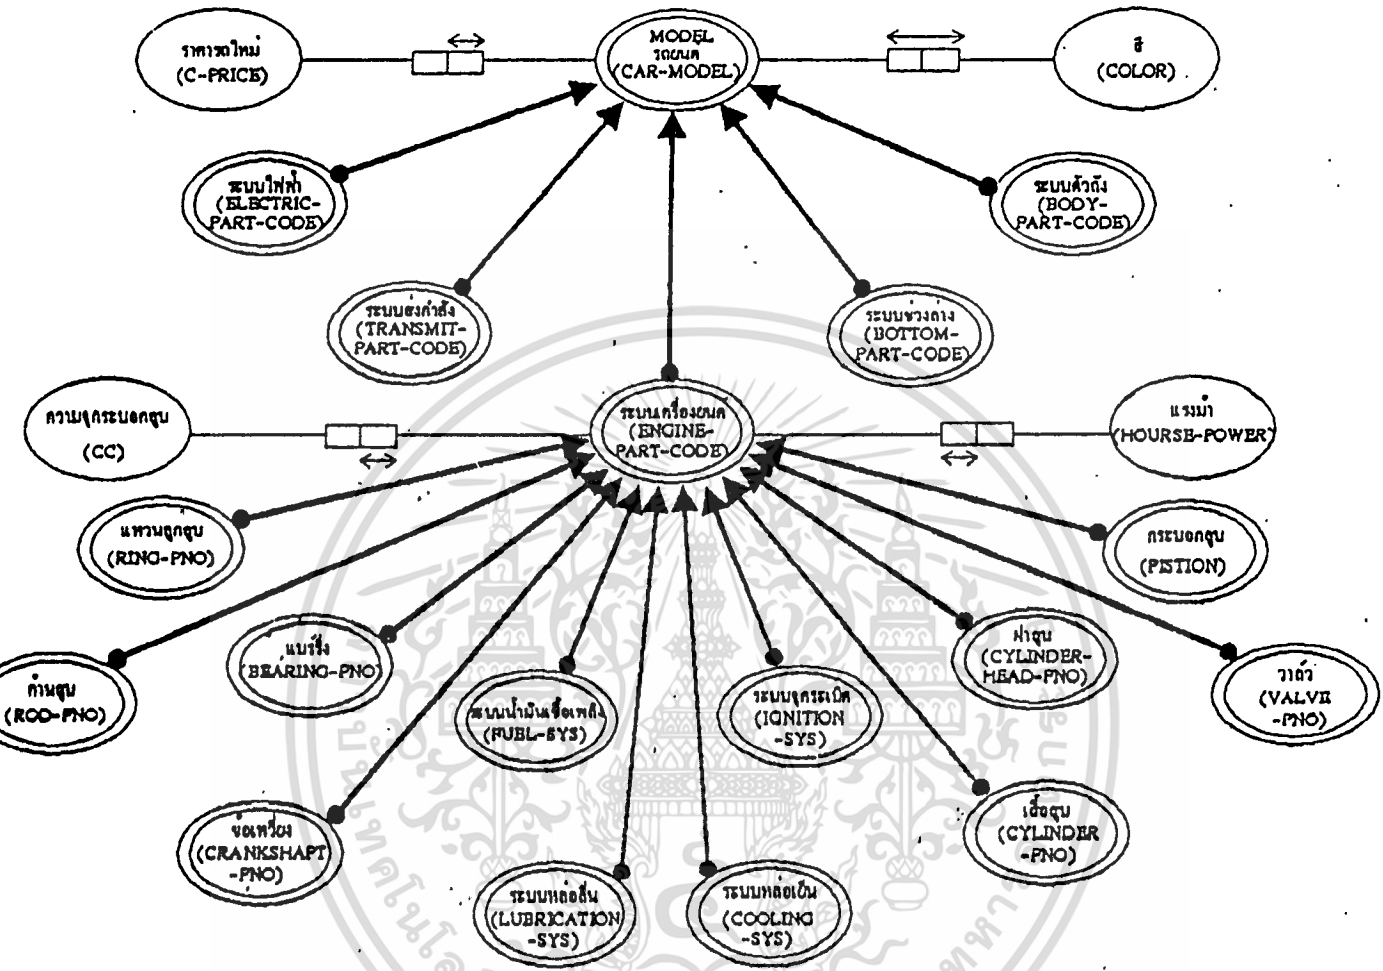 ราคารถใหม่
(C-PRICE)
MODEL
รถยนต์
(CAR-MODEL)
สี
(COLOR)
ระบบไฟฟ้า
(ELECTRIC-
PART-CODE)
ระบบตัวถัง
(BODY-
PART-CODE)
ระบบส่งกำลัง
(TRANSMIT-
PART-CODE)
ระบบช่วงล่าง
(BOTTOM-
PART-CODE)
ความจุกระบอกสูบ
(CC)
ระบบเครื่องยนต์
(ENGINE-
PART-CODE)
แรงม้า
(HOURSE-POWER)
แหวนลูกสูบ
(RING-PNO)
กระบอกสูบ
(PISTION)
ก้านสูบ
(ROD-PNO)
แบริ่ง
(BEARING-PNO)
ระบบน้ำมันเชื้อเพลิง
(FUEL-SYS)
ระบบจุดระเบิด
(IGNITION
-SYS)
ฝาสูบ
(CYLINDER-
HEAD-PNO)
วาล์ว
(VALVE
-PNO)
ข้อเหวี่ยง
(CRANKSHAFT
-PNO)
ระบบหล่อลื่น
(LUBRICATION
-SYS)
ระบบหล่อเย็น
(COOLING
-SYS)
เสื้อสูบ
(CYLINDER
-PNO)